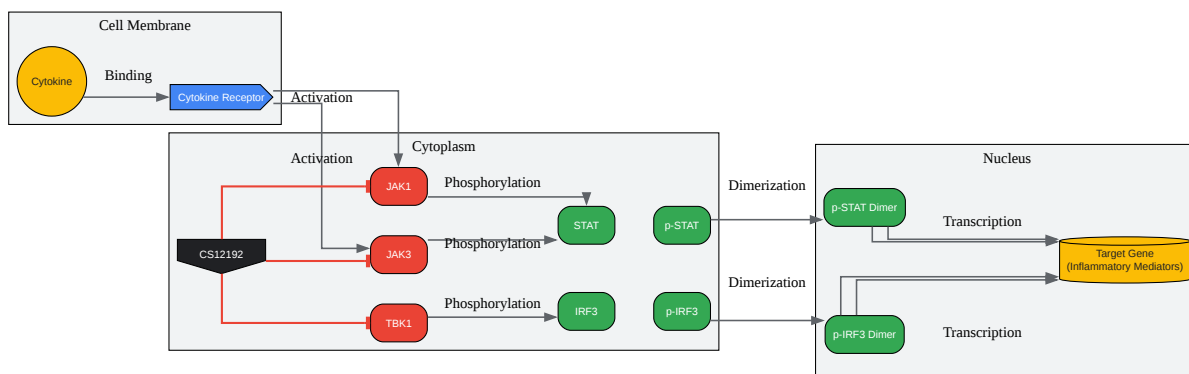 Cell Membrane
Cytokine
Binding
Cytokine Receptor
Activation
Activation
Cytoplasm
JAK1
Phosphorylation
STAT
JAK3
Phosphorylation
CS12192
TBK1
Phosphorylation
IRF3
p-STAT
Dimerization
p-IRF3
Dimerization
Nucleus
p-STAT Dimer
Transcription
Target Gene
(Inflammatory Mediators)
p-IRF3 Dimer
Transcription